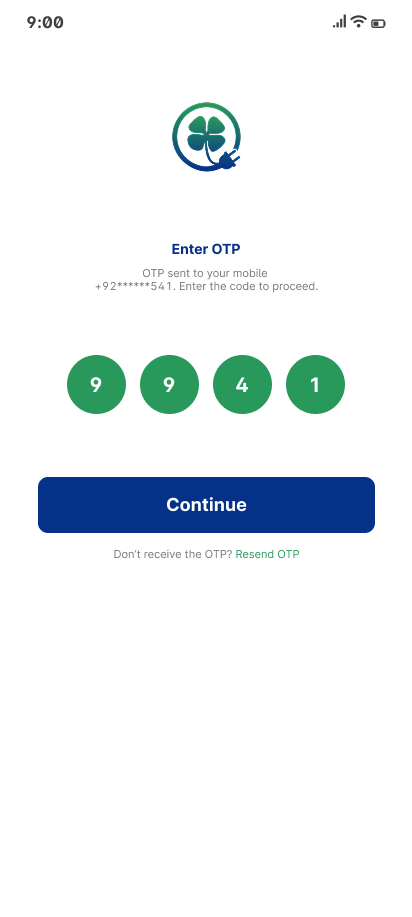 9:00
Enter OTP
OTP sent to your mobile
+92******541. Enter the code to proceed.
9 9 4 1
Continue
Don't receive the OTP? Resend OTP